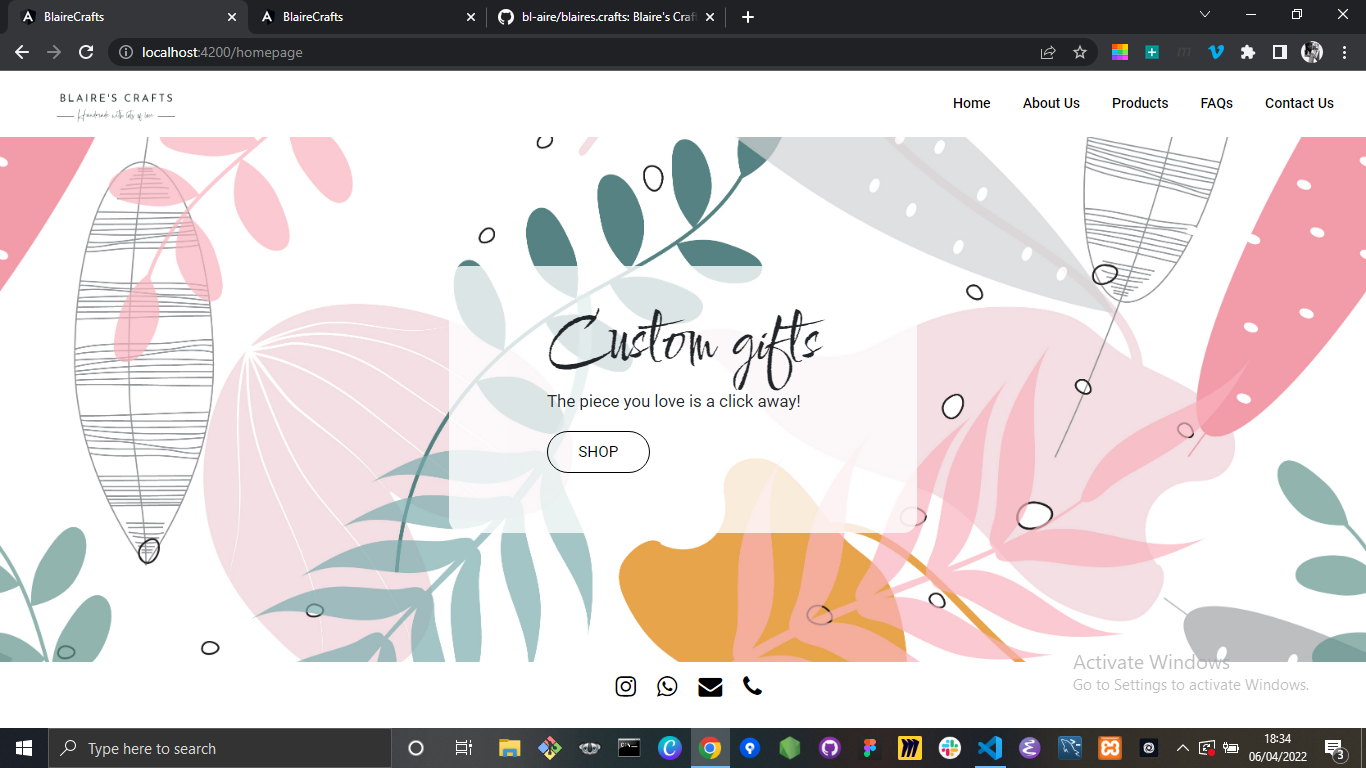 BlaireCrafts
BlaireCrafts
bl-aire/blaires.crafts: Blaire's Craf
localhost:4200/homepage
BLAIRE'S CRAFTS
Handmade with lots of love
Home
About Us
Products
FAQs
Contact Us
Custom gifts
The piece you love is a click away!
SHOP
Activate Windows
Go to Settings to activate Windows.
Type here to search
18:34
06/04/2022
3